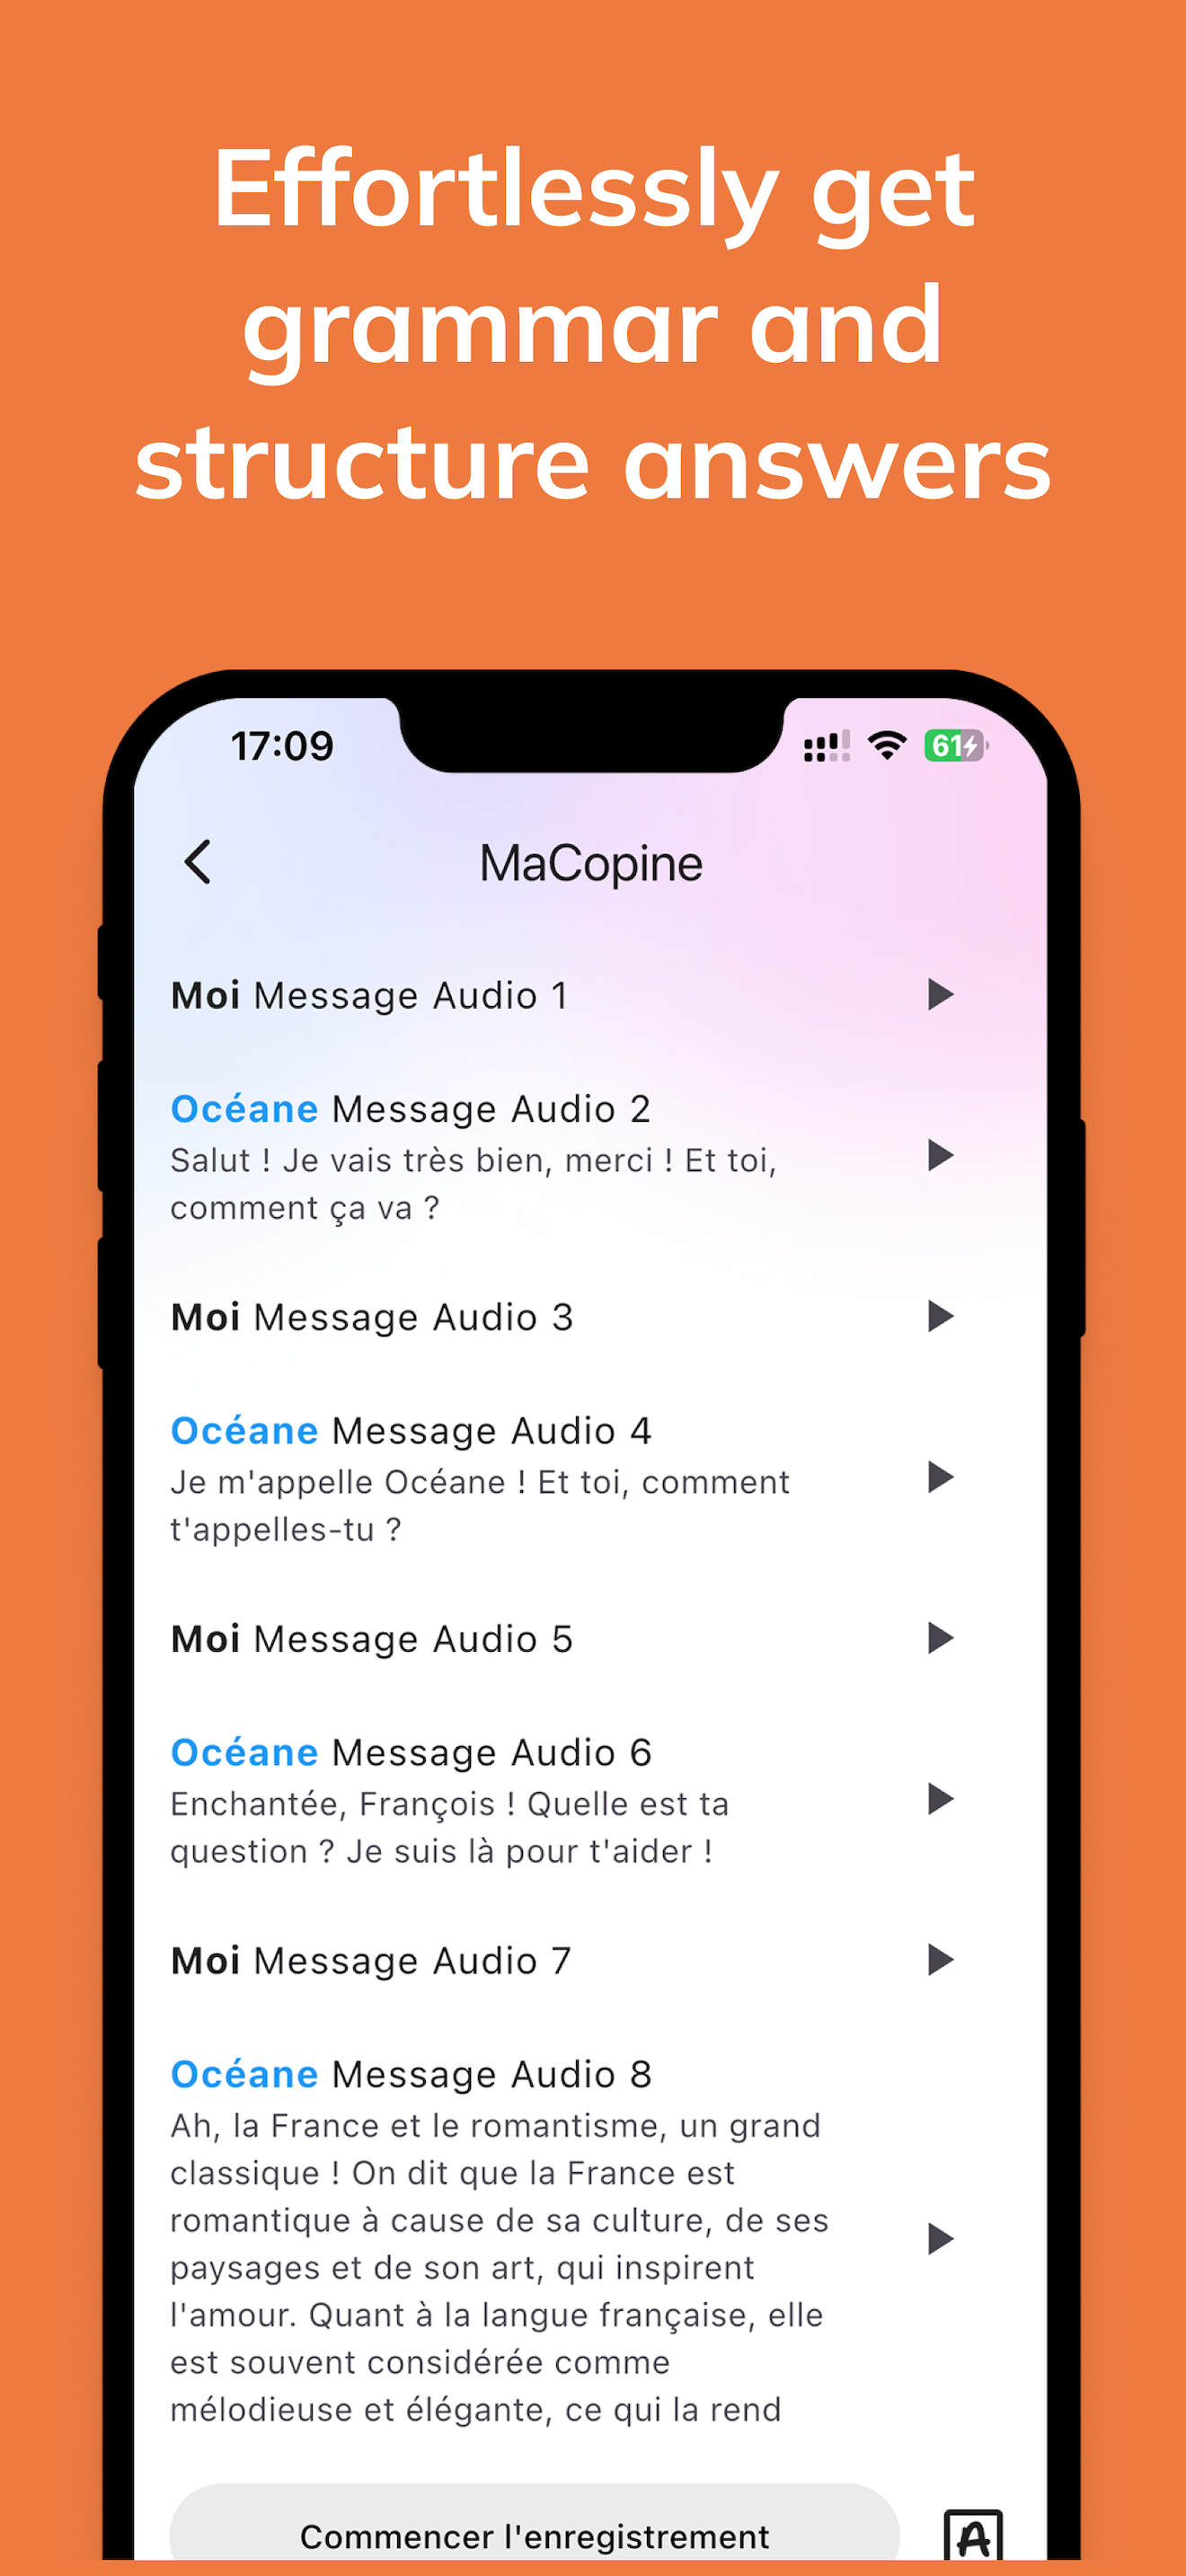 Effortlessly get
grammar and
structure answers
17:09
61
MaCopine
Moi Message Audio 1
Océane Message Audio 2
Salut ! Je vais très bien, merci ! Et toi,
comment ça va ?
Moi Message Audio 3
Océane Message Audio 4
Je m'appelle Océane ! Et toi, comment
t'appelles-tu ?
Moi Message Audio 5
Océane Message Audio 6
Enchantée, François ! Quelle est ta
question ? Je suis là pour t'aider !
Moi Message Audio 7
Océane Message Audio 8
Ah, la France et le romantisme, un grand
classique ! On dit que la France est
romantique à cause de sa culture, de ses
paysages et de son art, qui inspirent
l'amour. Quant à la langue française, elle
est souvent considérée comme
mélodieuse et élégante, ce qui la rend
Commencer l'enregistrement
A